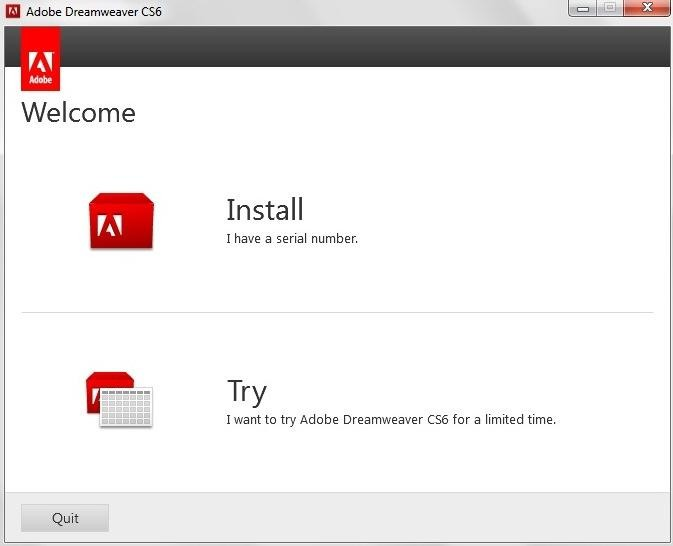 Adobe Dreamweaver CS6
Adobe
Welcome
Install
I have a serial number.
Try
I want to try Adobe Dreamweaver CS6 for a limited time.
Quit